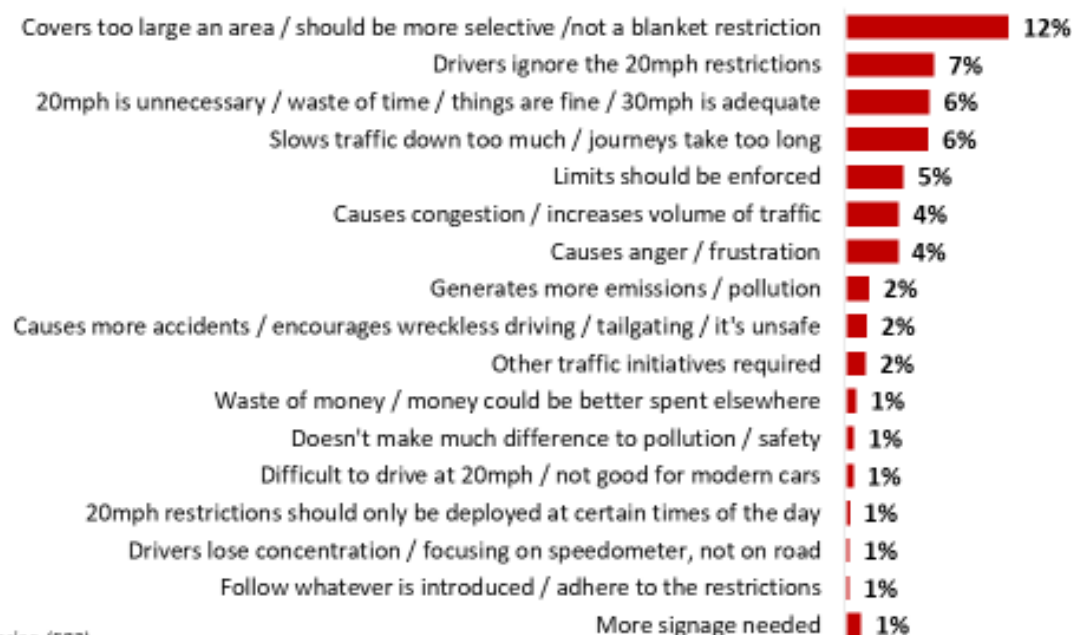 Covers too large an area / should be more selective /not a blanket restriction 12%
Drivers ignore the 20mph restrictions 7%
20mph is unnecessary / waste of time / things are fine / 30mph is adequate 6%
Slows traffic down too much / journeys take too long 6%
Limits should be enforced 5%
Causes congestion / increases volume of traffic 4%
Causes anger / frustration 4%
Generates more emissions / pollution 2%
Causes more accidents / encourages wreckless driving / tailgating / it's unsafe 2%
Other traffic initiatives required 2%
Waste of money / money could be better spent elsewhere 1%
Doesn't make much difference to pollution / safety 1%
Difficult to drive at 20mph / not good for modern cars 1%
20mph restrictions should only be deployed at certain times of the day 1%
Drivers lose concentration / focusing on speedometer, not on road 1%
Follow whatever is introduced / adhere to the restrictions 1%
More signage needed 1%